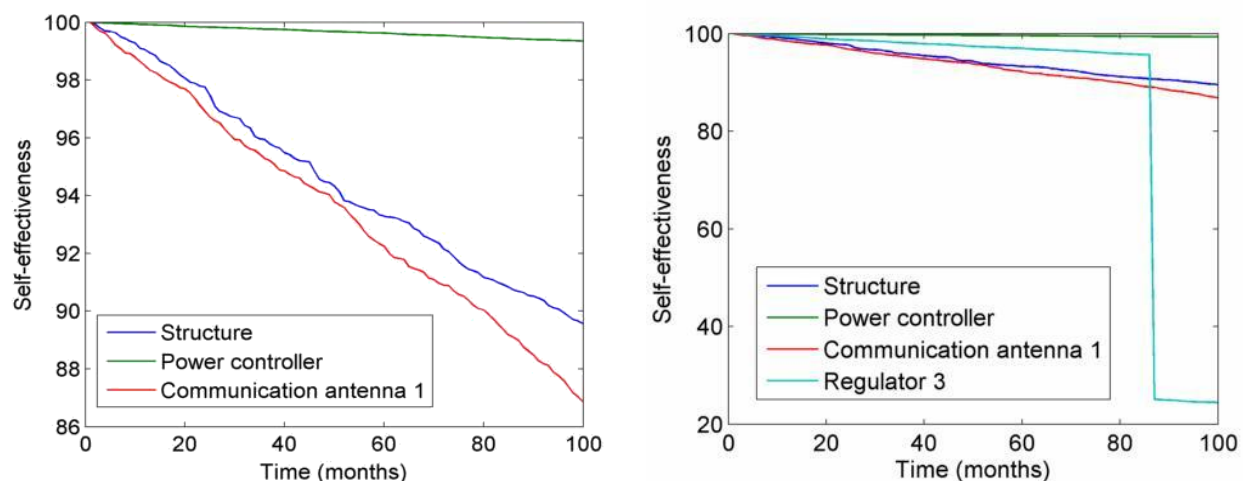 100
98
96
94
92
90
88
86
Self-effectiveness
Structure
Power controller
Communication antenna 1
0 20 40 60 80 100
Time (months)
100
80
60
40
20
Self-effectiveness
Structure
Power controller
Communication antenna 1
Regulator 3
0 20 40 60 80 100
Time (months)